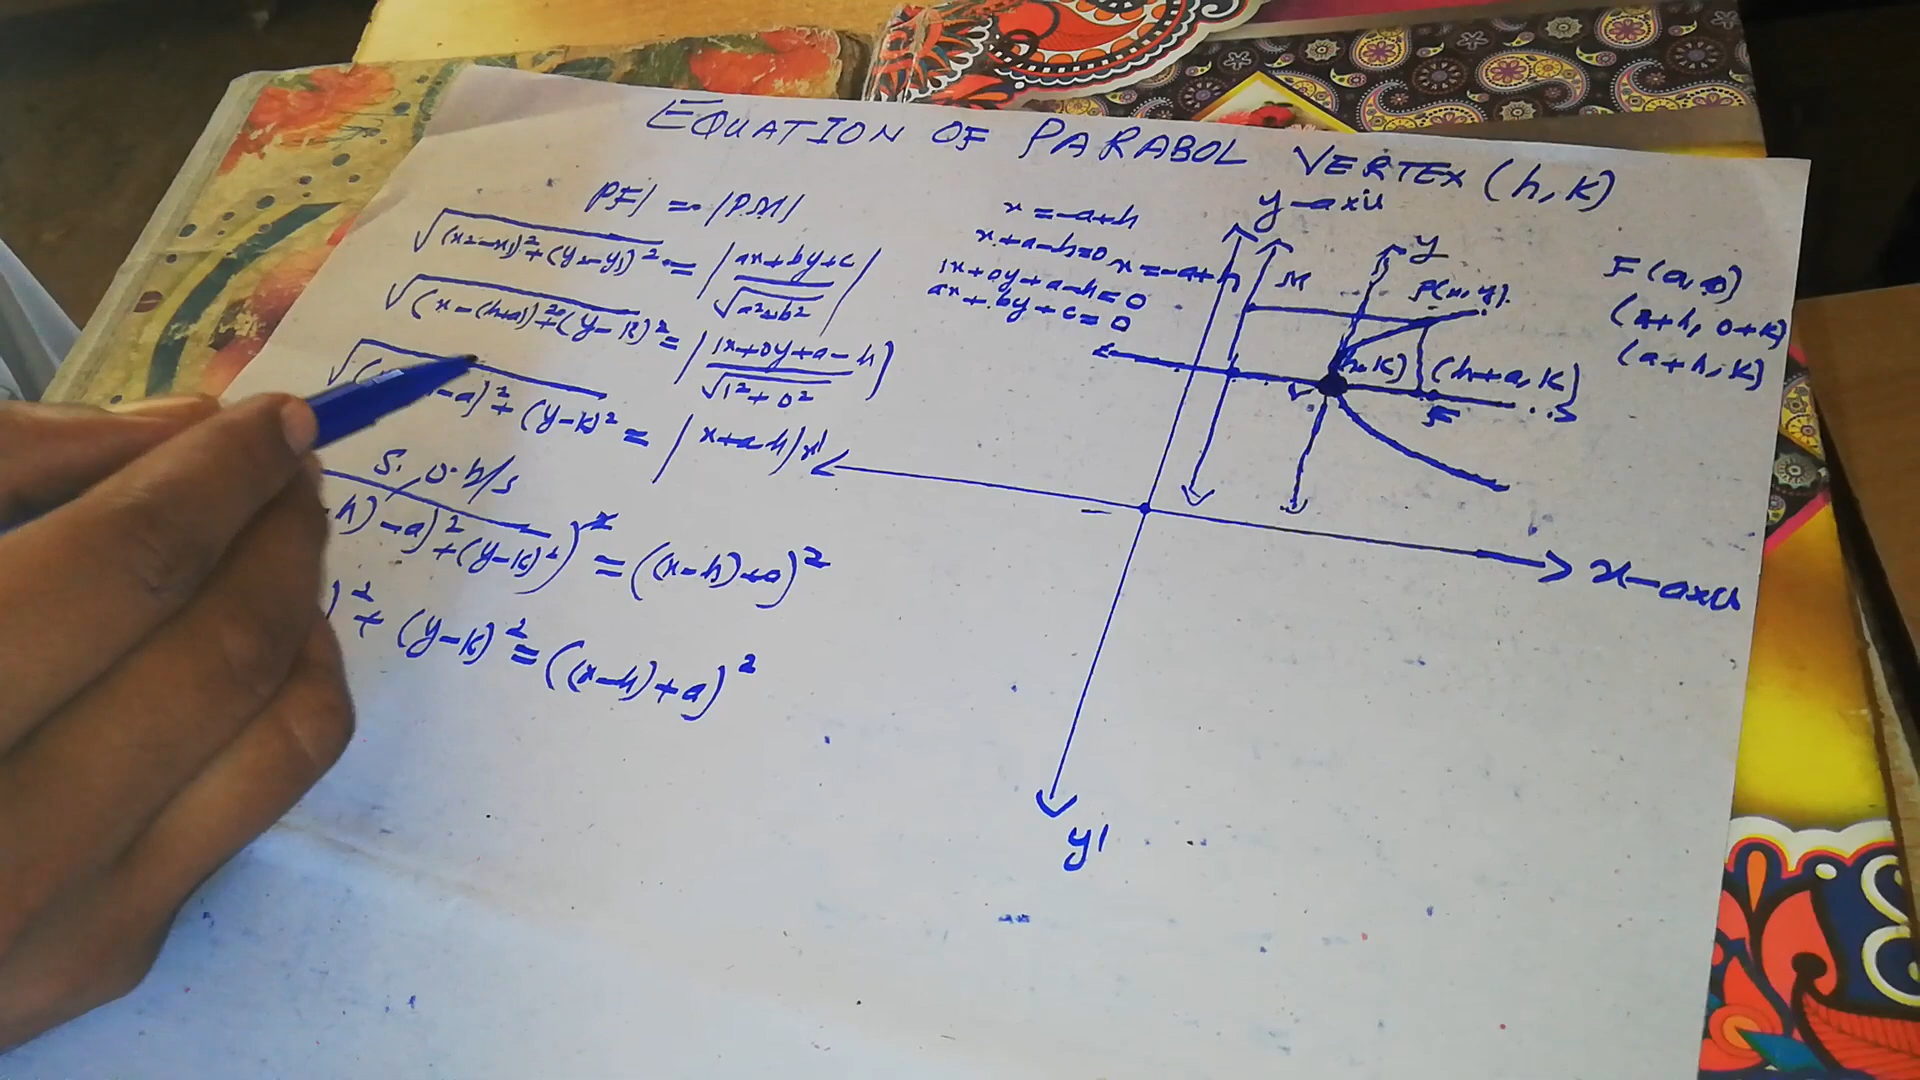 EQUATION OF PARABOL VERTEX (h, K)
PF| = |PM|
√(x2-x1)²+(y2-y1)² = |ax+by+c / √a²+b²|
√(x-(h+a))²+(y-k)² = |1x+0y+a-h / √1²+0²|
-a)²+(y-k)² = |x+a-h|
S.O.B/S
h)-a)²+(y-k)²)² = ((x-h)+a)²
)²+(y-k)² = ((x-h)+a)²
x = -a+h
x+a-h=0
1x+0y+a-h=0
ax+by+c=0
x=-a+h
y-axis
M
y
P(x,y)
(h,K)
(h+a, K)
V
F
x'
x-axis
y'
F(a,0)
(a+h, 0+k)
(a+h, k)